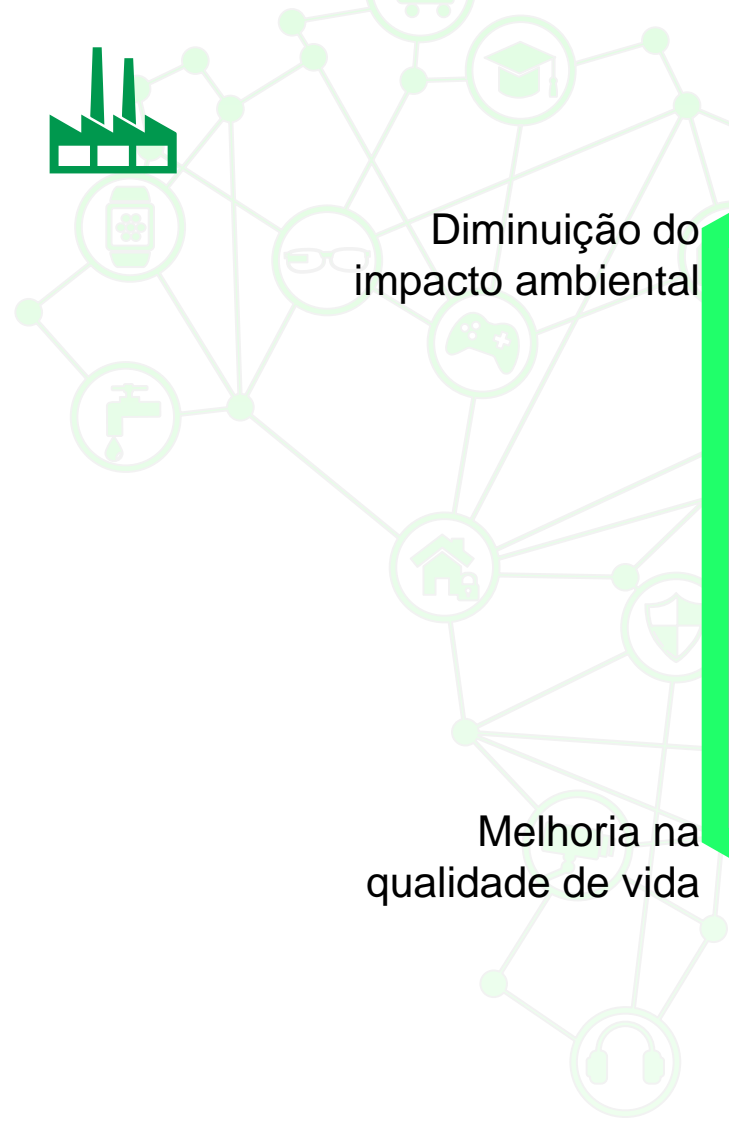 Diminuição do
impacto ambiental
Melhoria na
qualidade de vida